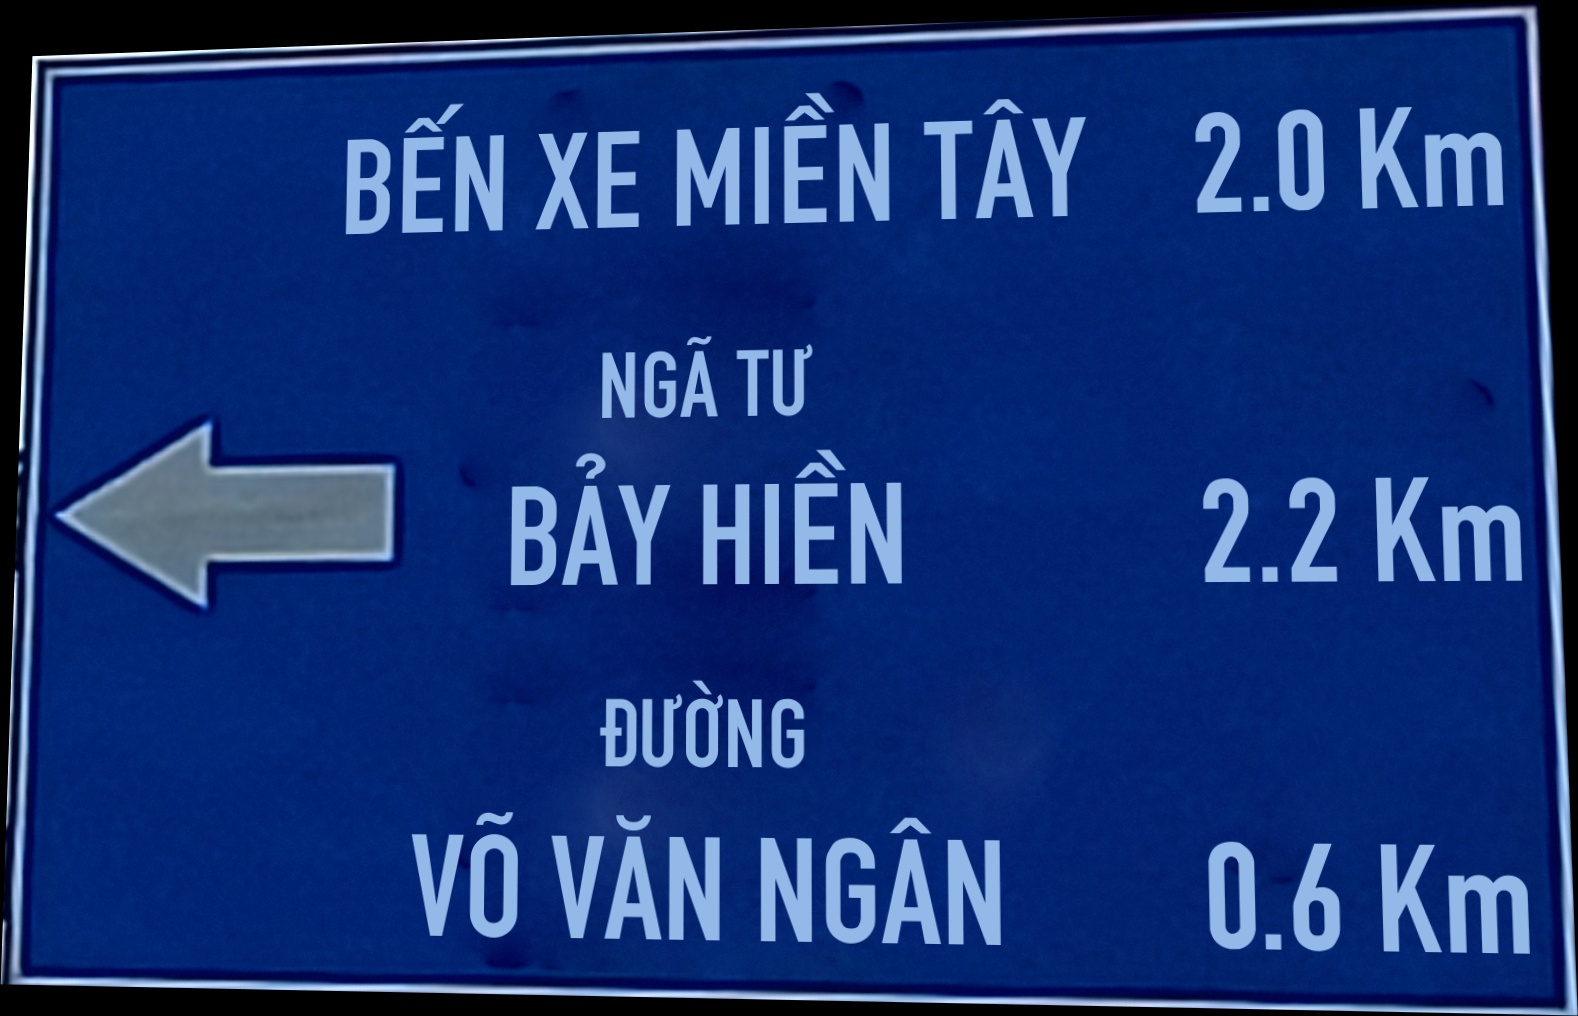 BẾN XE MIỀN TÂY 2.0 Km
NGÃ TƯ
BẢY HIỀN 2.2 Km
ĐƯỜNG
VÕ VĂN NGÂN 0.6 Km